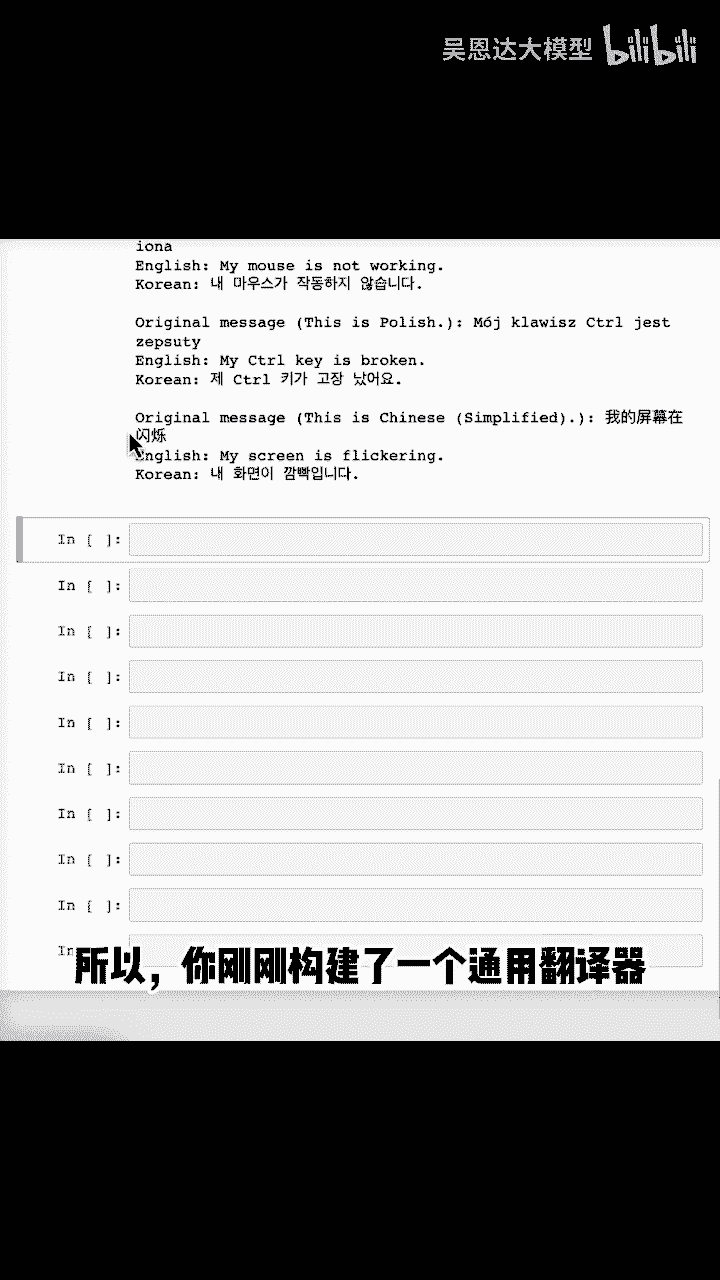 吴恩达大模型 bilibili
iona
English: My mouse is not working.
Korean: 내 마우스가 작동하지 않습니다.
Original message (This is Polish.): Mój klawisz Ctrl jest
zepsuty
English: My Ctrl key is broken.
Korean: 제 Ctrl 키가 고장 났어요.
Original message (This is Chinese (Simplified).): 我的屏幕在
闪烁
English: My screen is flickering.
Korean: 내 화면이 깜빡입니다.
In [ ]:
In [ ]:
In [ ]:
In [ ]:
In [ ]:
In [ ]:
In [ ]:
In [ ]:
In [ ]:
In
所以，你刚刚构建了一个通用翻译器